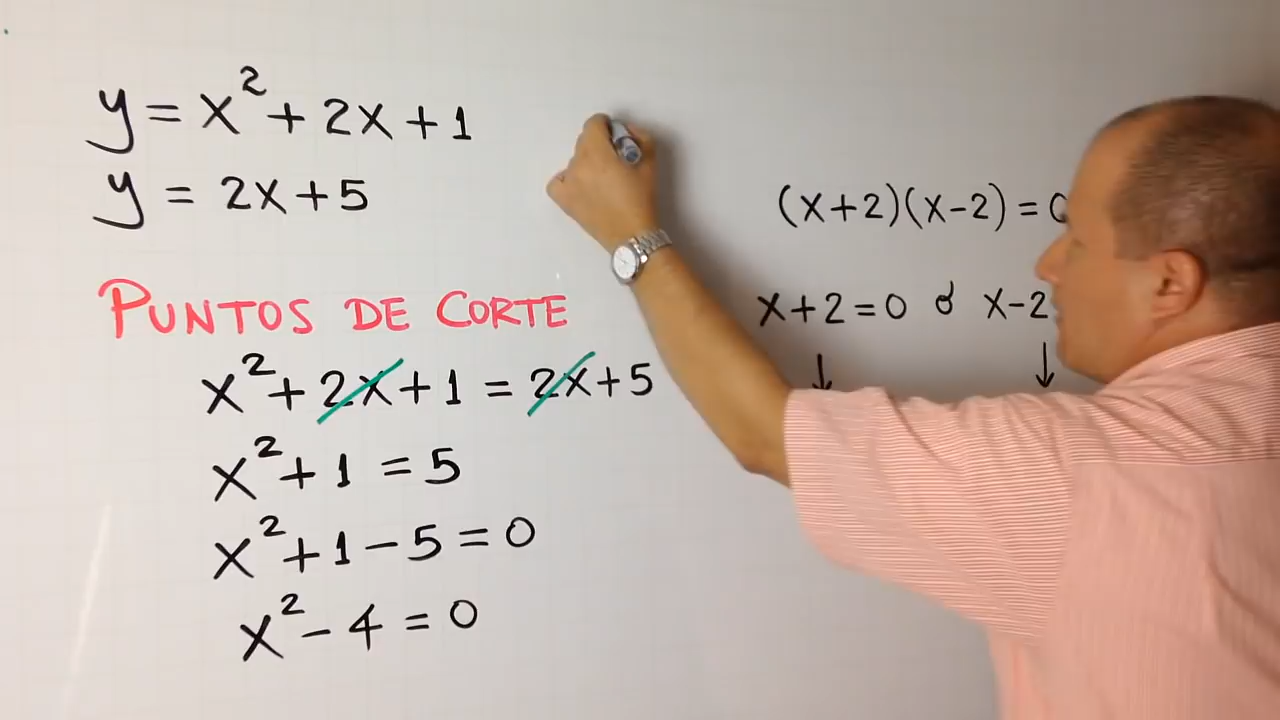 y = x² + 2x + 1
y = 2x + 5
PUNTOS DE CORTE
x² + 2x + 1 = 2x + 5
x² + 1 = 5
x² + 1 - 5 = 0
x² - 4 = 0
(x+2)(x-2) = 0
x+2=0 ó x-2